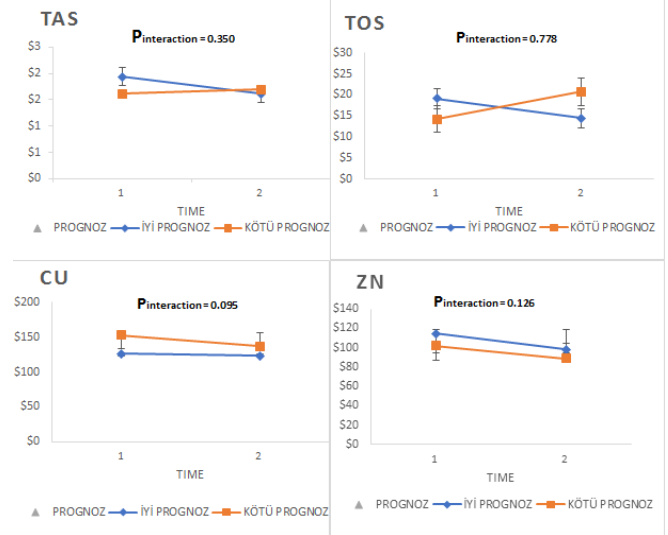 TAS
Pinteraction = 0.350
$3
$2
$2
$1
$1
$0
1 2
TIME
PROGNOZ İYİ PROGNOZ KÖTÜ PROGNOZ
TOS
Pinteraction = 0.778
$30
$25
$20
$15
$10
$5
$0
1 2
TIME
PROGNOZ İYİ PROGNOZ KÖTÜ PROGNOZ
CU
Pinteraction = 0.095
$200
$150
$100
$50
$0
1 2
TIME
PROGNOZ İYİ PROGNOZ KÖTÜ PROGNOZ
ZN
Pinteraction = 0.126
$140
$120
$100
$80
$60
$40
$20
$0
1 2
TIME
PROGNOZ İYİ PROGNOZ KÖTÜ PROGNOZ